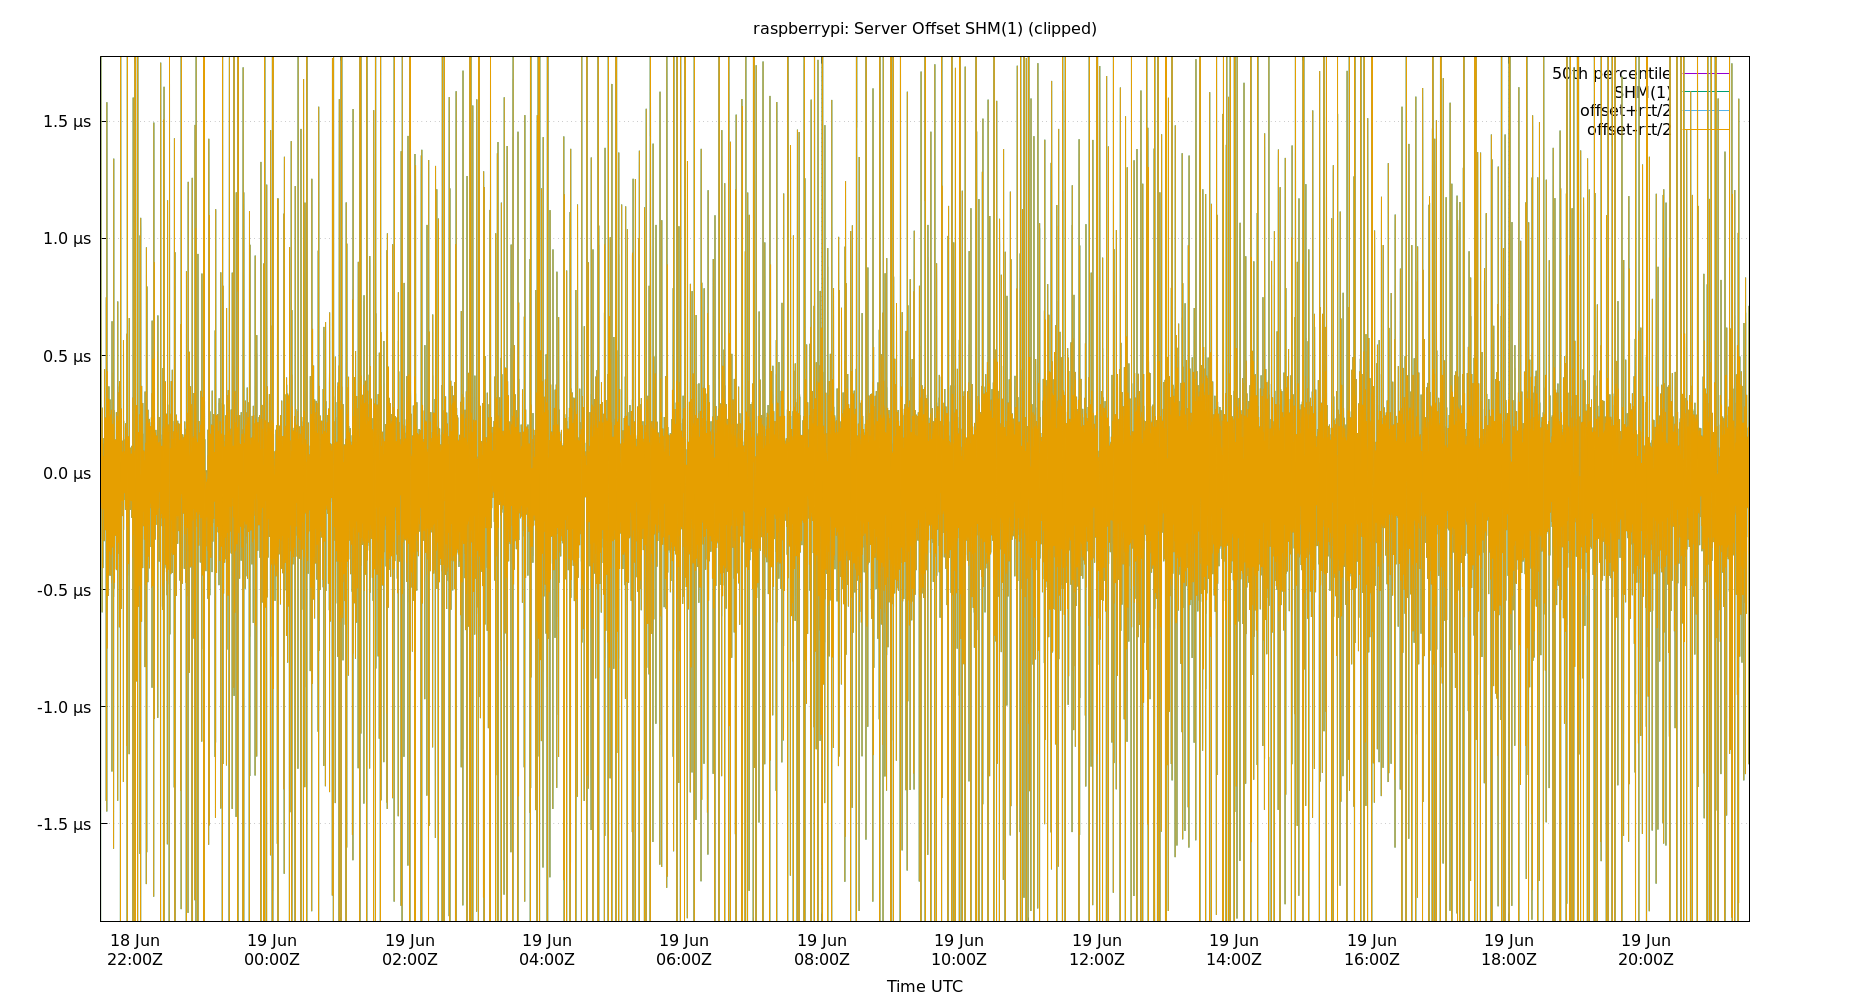 raspberrypi: Server Offset SHM(1) (clipped)
50th percentile
SHM(1)
offset+rtt/2
offset-rtt/2
1.5 µs
1.0 µs
0.5 µs
0.0 µs
-0.5 µs
-1.0 µs
-1.5 µs
18 Jun 19 Jun 19 Jun 19 Jun 19 Jun 19 Jun 19 Jun 19 Jun 19 Jun 19 Jun 19 Jun 19 Jun
22:00Z 00:00Z 02:00Z 04:00Z 06:00Z 08:00Z 10:00Z 12:00Z 14:00Z 16:00Z 18:00Z 20:00Z
Time UTC